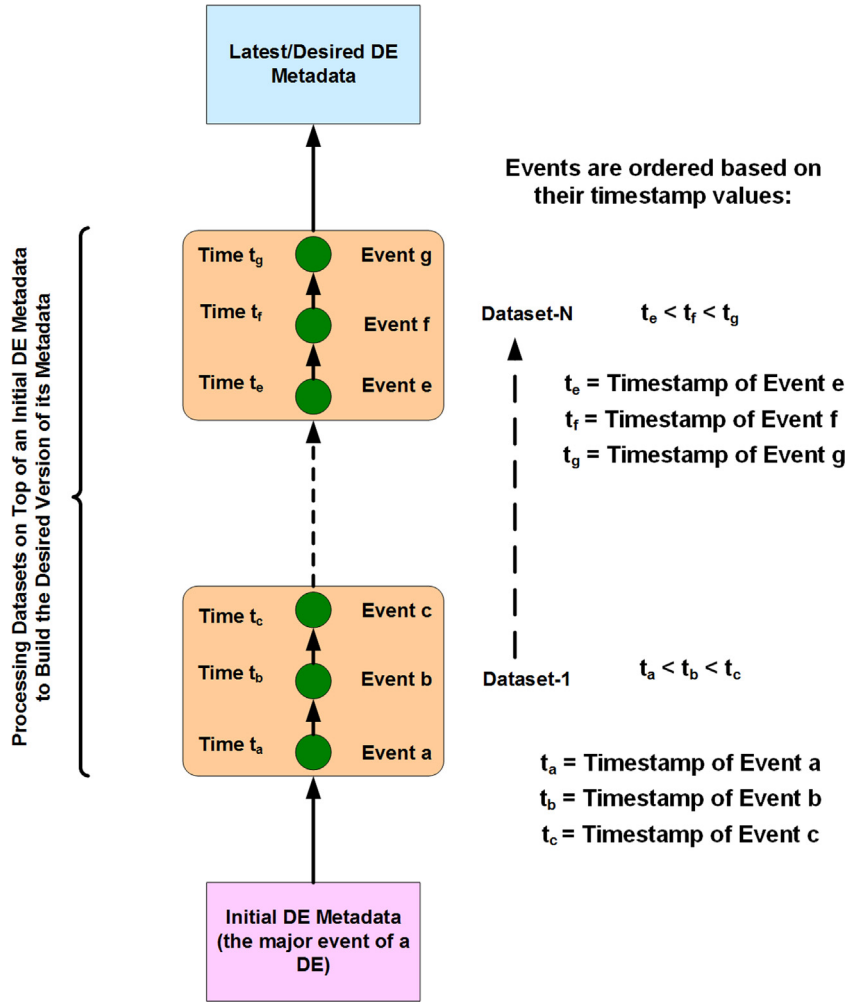 Latest/Desired DE
Metadata
Events are ordered based on
their timestamp values:
Processing Datasets on Top of an Initial DE Metadata
to Build the Desired Version of its Metadata
Time tg
Event g
Time tf
Event f
Time te
Event e
Dataset-N
te < tf < tg
te = Timestamp of Event e
tf = Timestamp of Event f
tg = Timestamp of Event g
Time tc
Event c
Time tb
Event b
Time ta
Event a
Dataset-1
ta < tb < tc
ta = Timestamp of Event a
tb = Timestamp of Event b
tc = Timestamp of Event c
Initial DE Metadata
(the major event of a
DE)